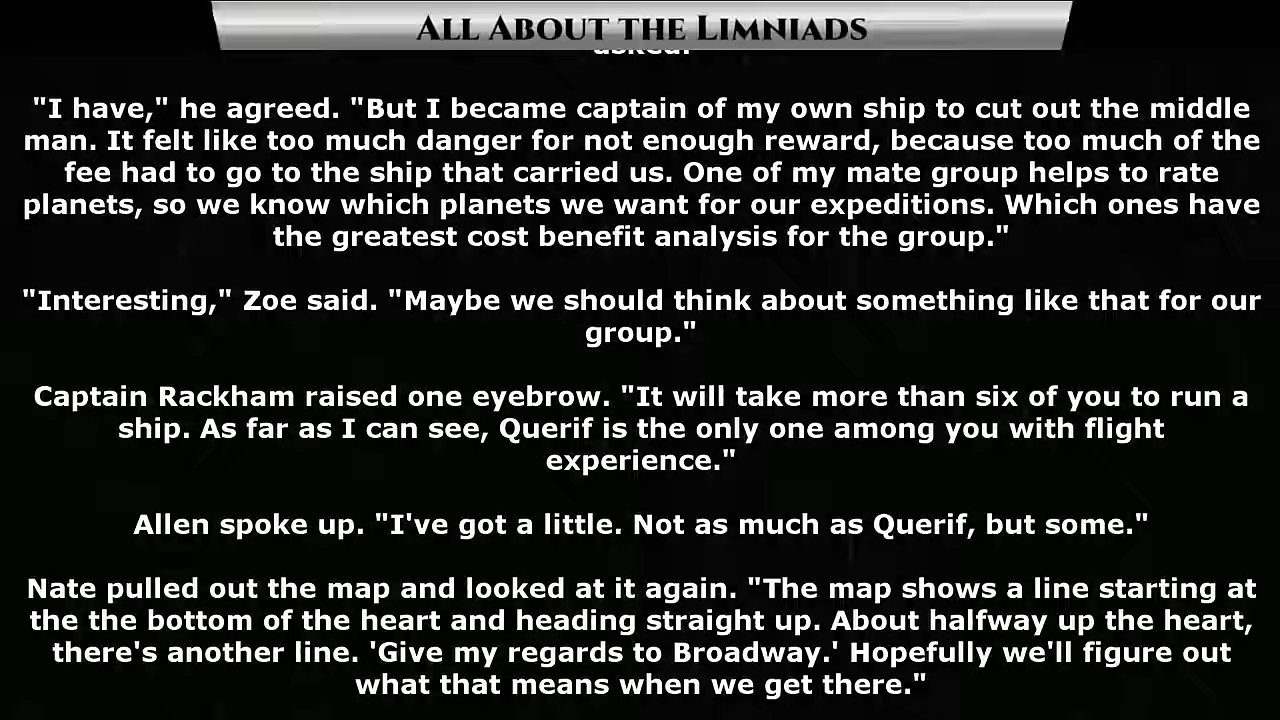 All About the Limniads
asked.
"I have," he agreed. "But I became captain of my own ship to cut out the middle
man. It felt like too much danger for not enough reward, because too much of the
fee had to go to the ship that carried us. One of my mate group helps to rate
planets, so we know which planets we want for our expeditions. Which ones have
the greatest cost benefit analysis for the group."
"Interesting," Zoe said. "Maybe we should think about something like that for our
group."
Captain Rackham raised one eyebrow. "It will take more than six of you to run a
ship. As far as I can see, Querif is the only one among you with flight
experience."
Allen spoke up. "I've got a little. Not as much as Querif, but some."
Nate pulled out the map and looked at it again. "The map shows a line starting at
the the bottom of the heart and heading straight up. About halfway up the heart,
there's another line. 'Give my regards to Broadway.' Hopefully we'll figure out
what that means when we get there."